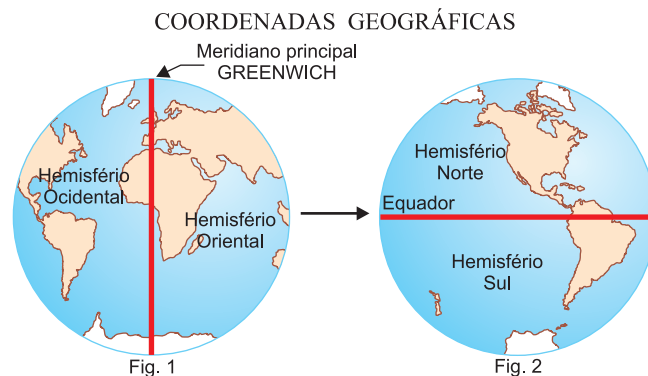 COORDENADAS GEOGRÁFICAS
Meridiano principal
GREENWICH
Hemisfério
Ocidental
Hemisfério
Oriental
Fig. 1
Hemisfério
Norte
Equador
Hemisfério
Sul
Fig. 2